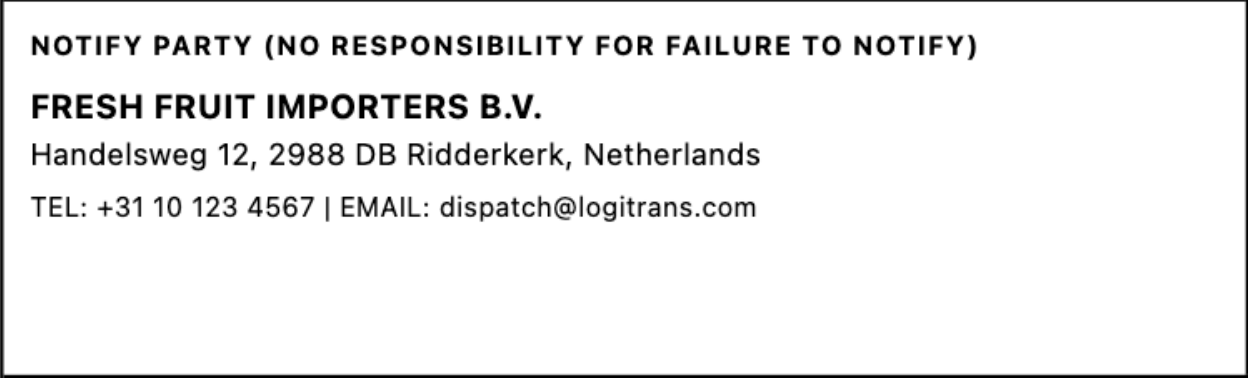 NOTIFY PARTY (NO RESPONSIBILITY FOR FAILURE TO NOTIFY)
FRESH FRUIT IMPORTERS B.V.
Handelsweg 12, 2988 DB Ridderkerk, Netherlands
TEL: +31 10 123 4567 | EMAIL: dispatch@logitrans.com